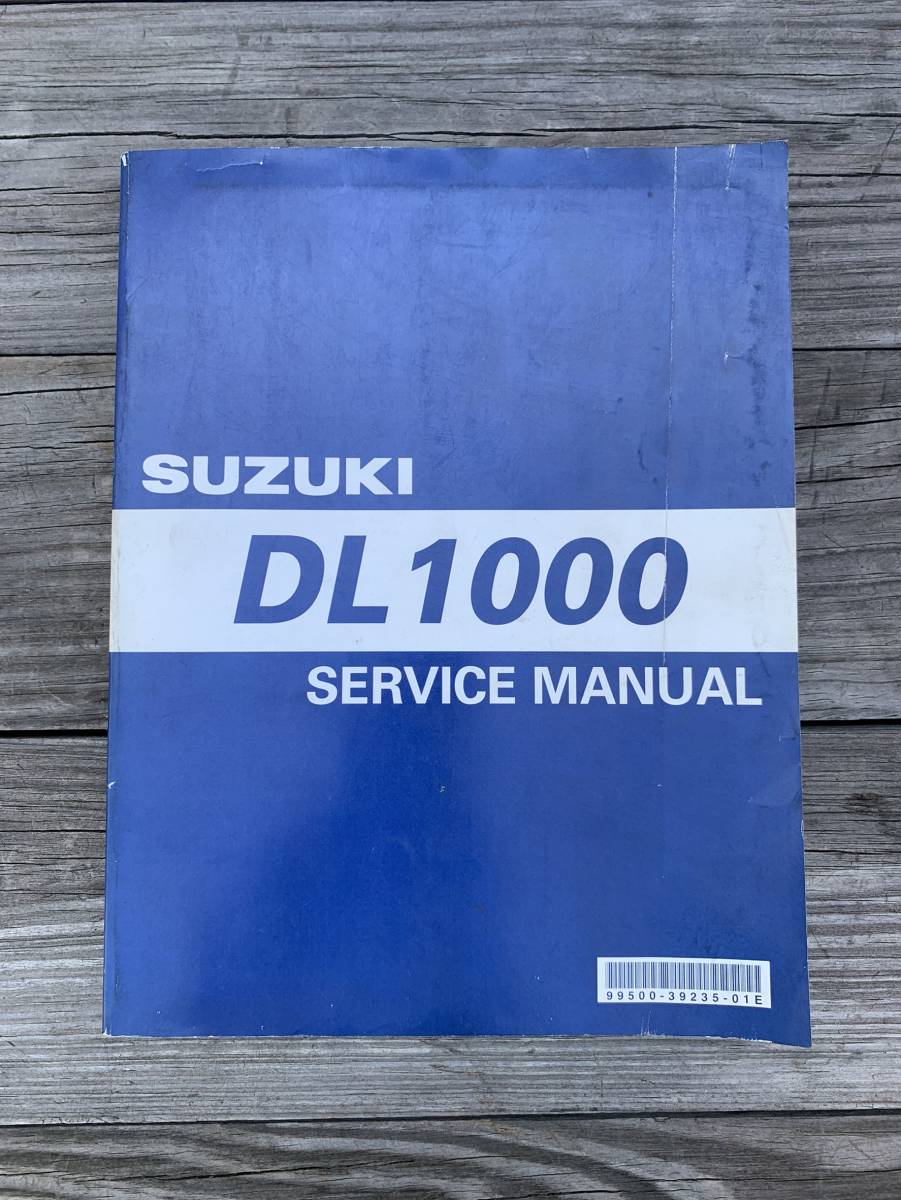 SUZUKI
DL1000
SERVICE MANUAL
99500-39235-01E